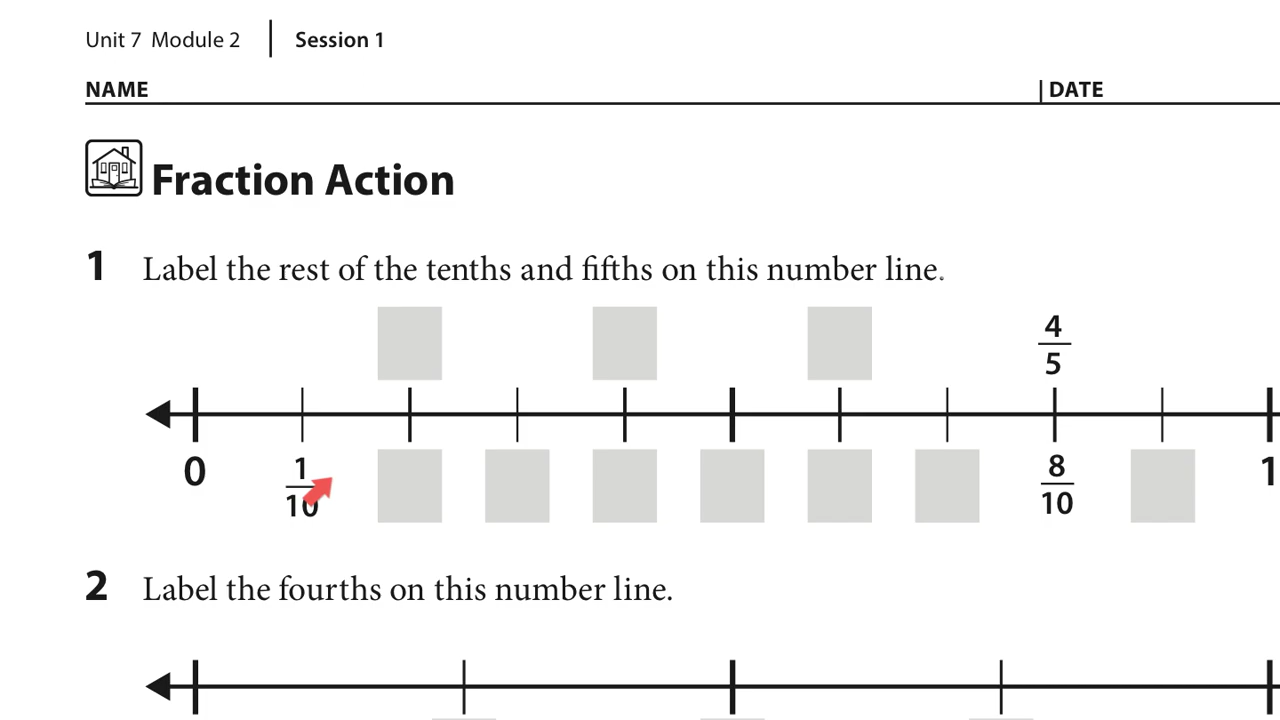 Unit 7 Module 2 | Session 1
NAME | DATE
Fraction Action
1 Label the rest of the tenths and fifths on this number line.
4/5
0 1/10 8/10 1
2 Label the fourths on this number line.